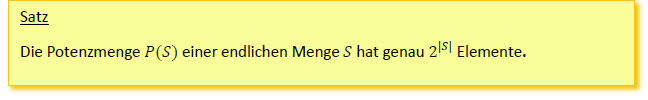 Satz
Die Potenzmenge P(S) einer endlichen Menge S hat genau 2^|S| Elemente.